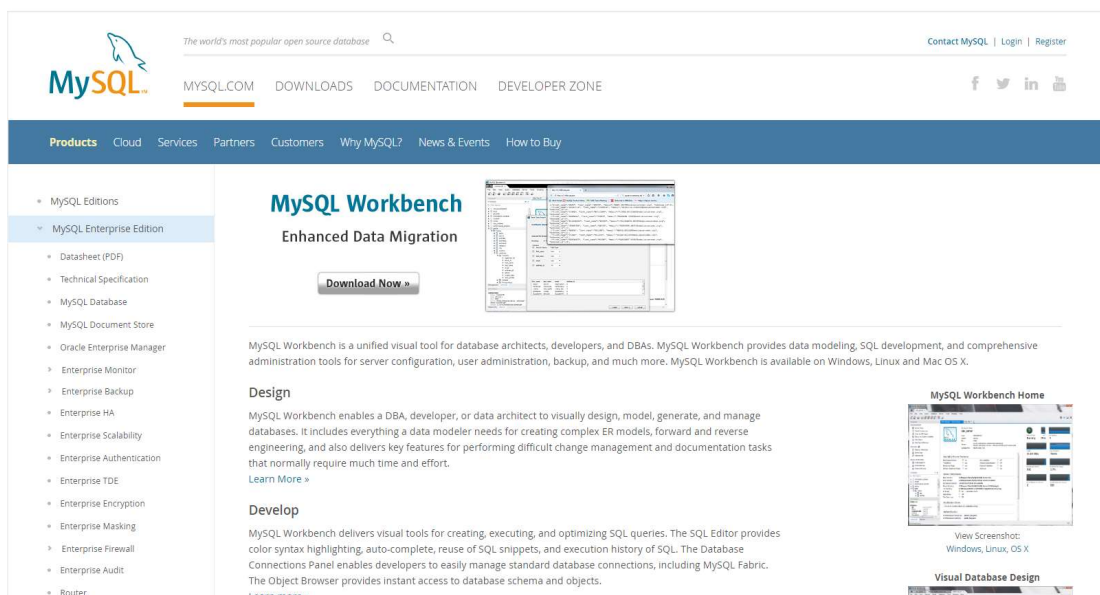 The world's most popular open source database
Contact MySQL | Login | Register
MySQL™
MYSQL.COM DOWNLOADS DOCUMENTATION DEVELOPER ZONE
Products Cloud Services Partners Customers Why MySQL? News & Events How to Buy
MySQL Editions
MySQL Enterprise Edition
Datasheet (PDF)
Technical Specification
MySQL Database
MySQL Document Store
Oracle Enterprise Manager
Enterprise Monitor
Enterprise Backup
Enterprise HA
Enterprise Scalability
Enterprise Authentication
Enterprise TDE
Enterprise Encryption
Enterprise Masking
Enterprise Firewall
Enterprise Audit
Router
MySQL Workbench
Enhanced Data Migration
Download Now »
MySQL Workbench is a unified visual tool for database architects, developers, and DBAs. MySQL Workbench provides data modeling, SQL development, and comprehensive
administration tools for server configuration, user administration, backup, and much more. MySQL Workbench is available on Windows, Linux and Mac OS X.
Design
MySQL Workbench enables a DBA, developer, or data architect to visually design, model, generate, and manage
databases. It includes everything a data modeler needs for creating complex ER models, forward and reverse
engineering, and also delivers key features for performing difficult change management and documentation tasks
that normally require much time and effort.
Learn More »
Develop
MySQL Workbench delivers visual tools for creating, executing, and optimizing SQL queries. The SQL Editor provides
color syntax highlighting, auto-complete, reuse of SQL snippets, and execution history of SQL. The Database
Connections Panel enables developers to easily manage standard database connections, including MySQL Fabric.
The Object Browser provides instant access to database schema and objects.
MySQL Workbench Home
View Screenshot:
Windows, Linux, OS X
Visual Database Design